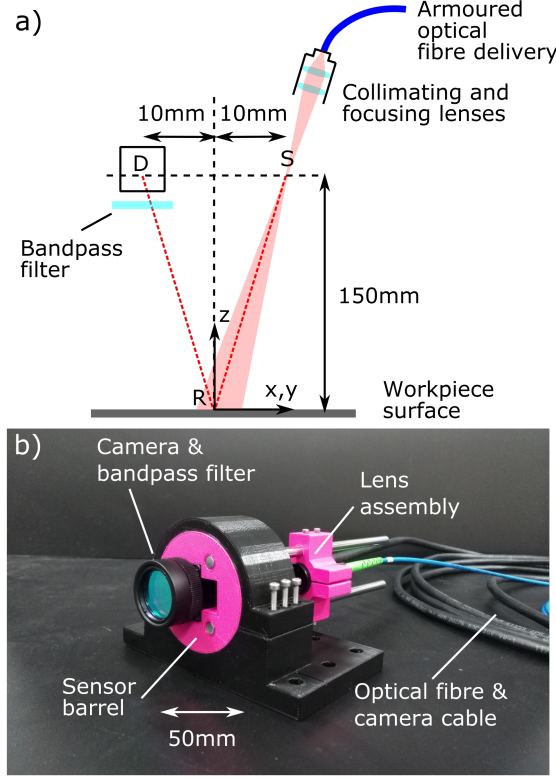 a)
Armoured
optical
fibre delivery
Collimating and
focusing lenses
10mm 10mm
D
S
Bandpass
filter
150mm
z
R
x,y
Workpiece
surface
b)
Camera &
bandpass filter
Lens
assembly
Sensor
barrel
50mm
Optical fibre &
camera cable